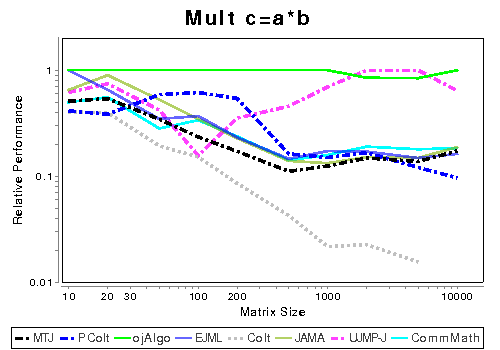 Mult c=a*b
Relative Performance
1
0.1
0.01
10 20 30 100 200 1000 2000 10000
Matrix Size
MTJ PColt ojAlgo EJML Colt JAMA UJMP-J CommMath